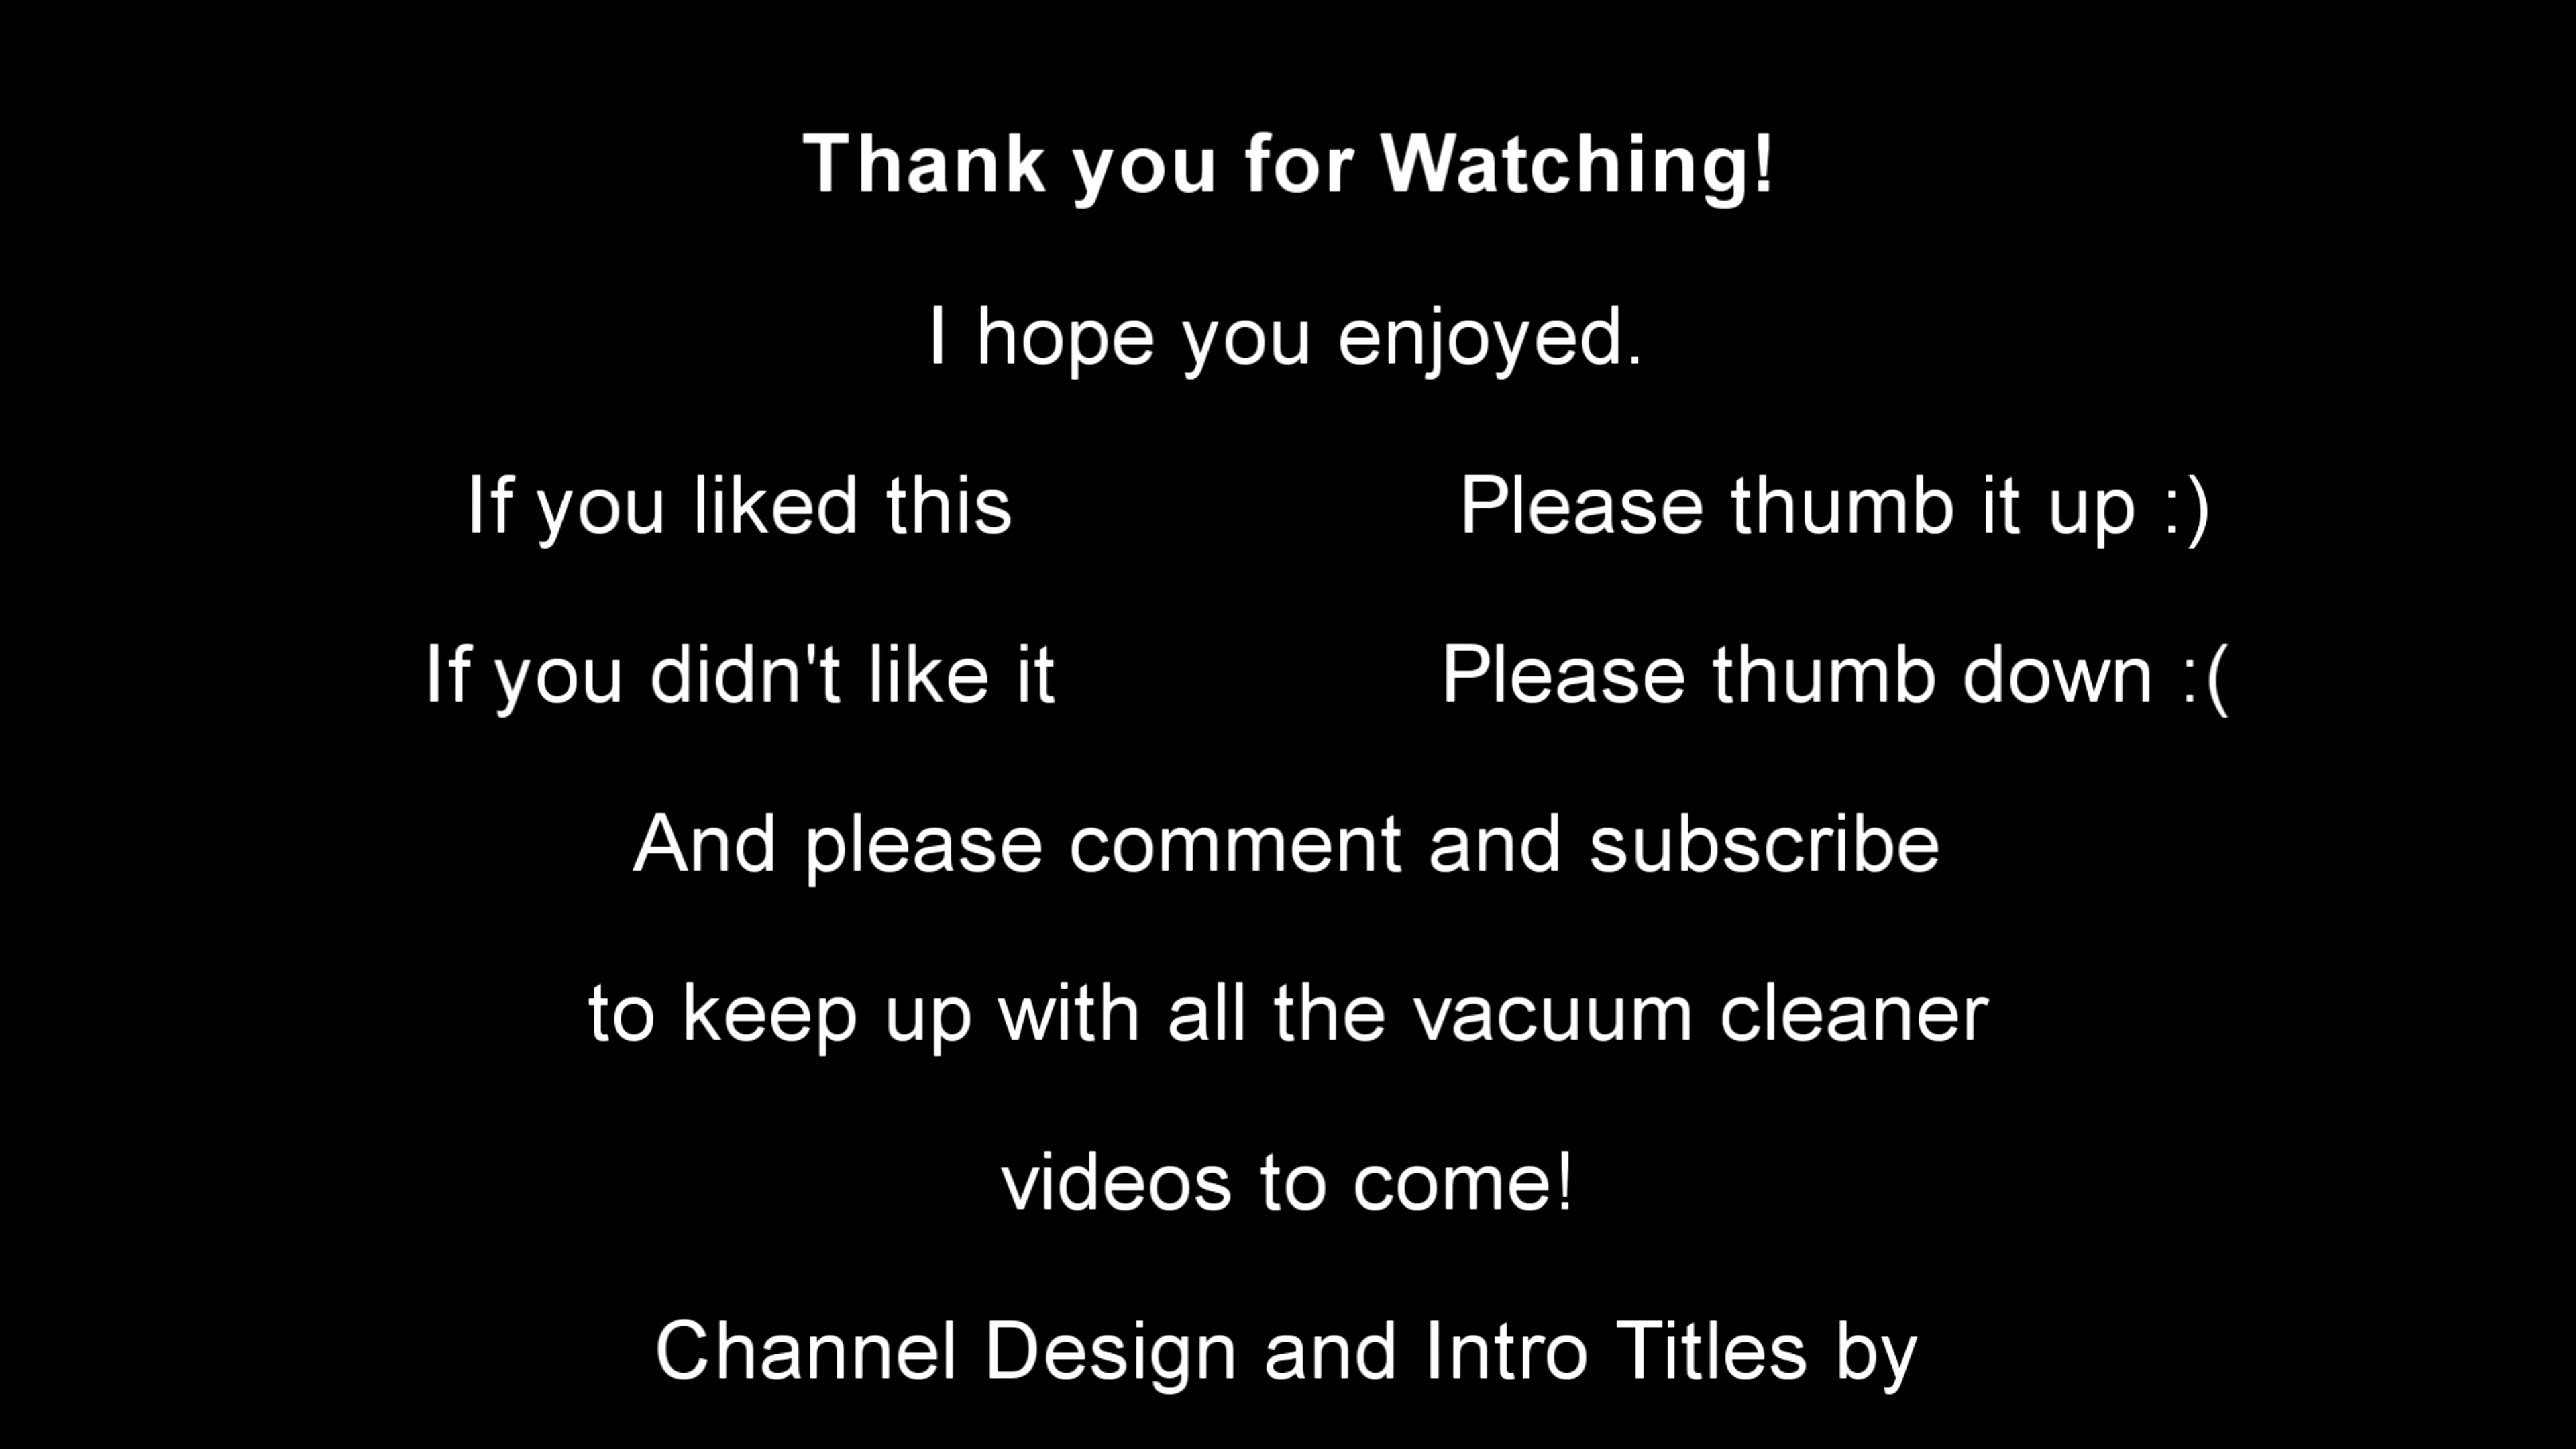 Thank you for Watching!
I hope you enjoyed.
If you liked this Please thumb it up :)
If you didn't like it Please thumb down :(
And please comment and subscribe
to keep up with all the vacuum cleaner
videos to come!
Channel Design and Intro Titles by